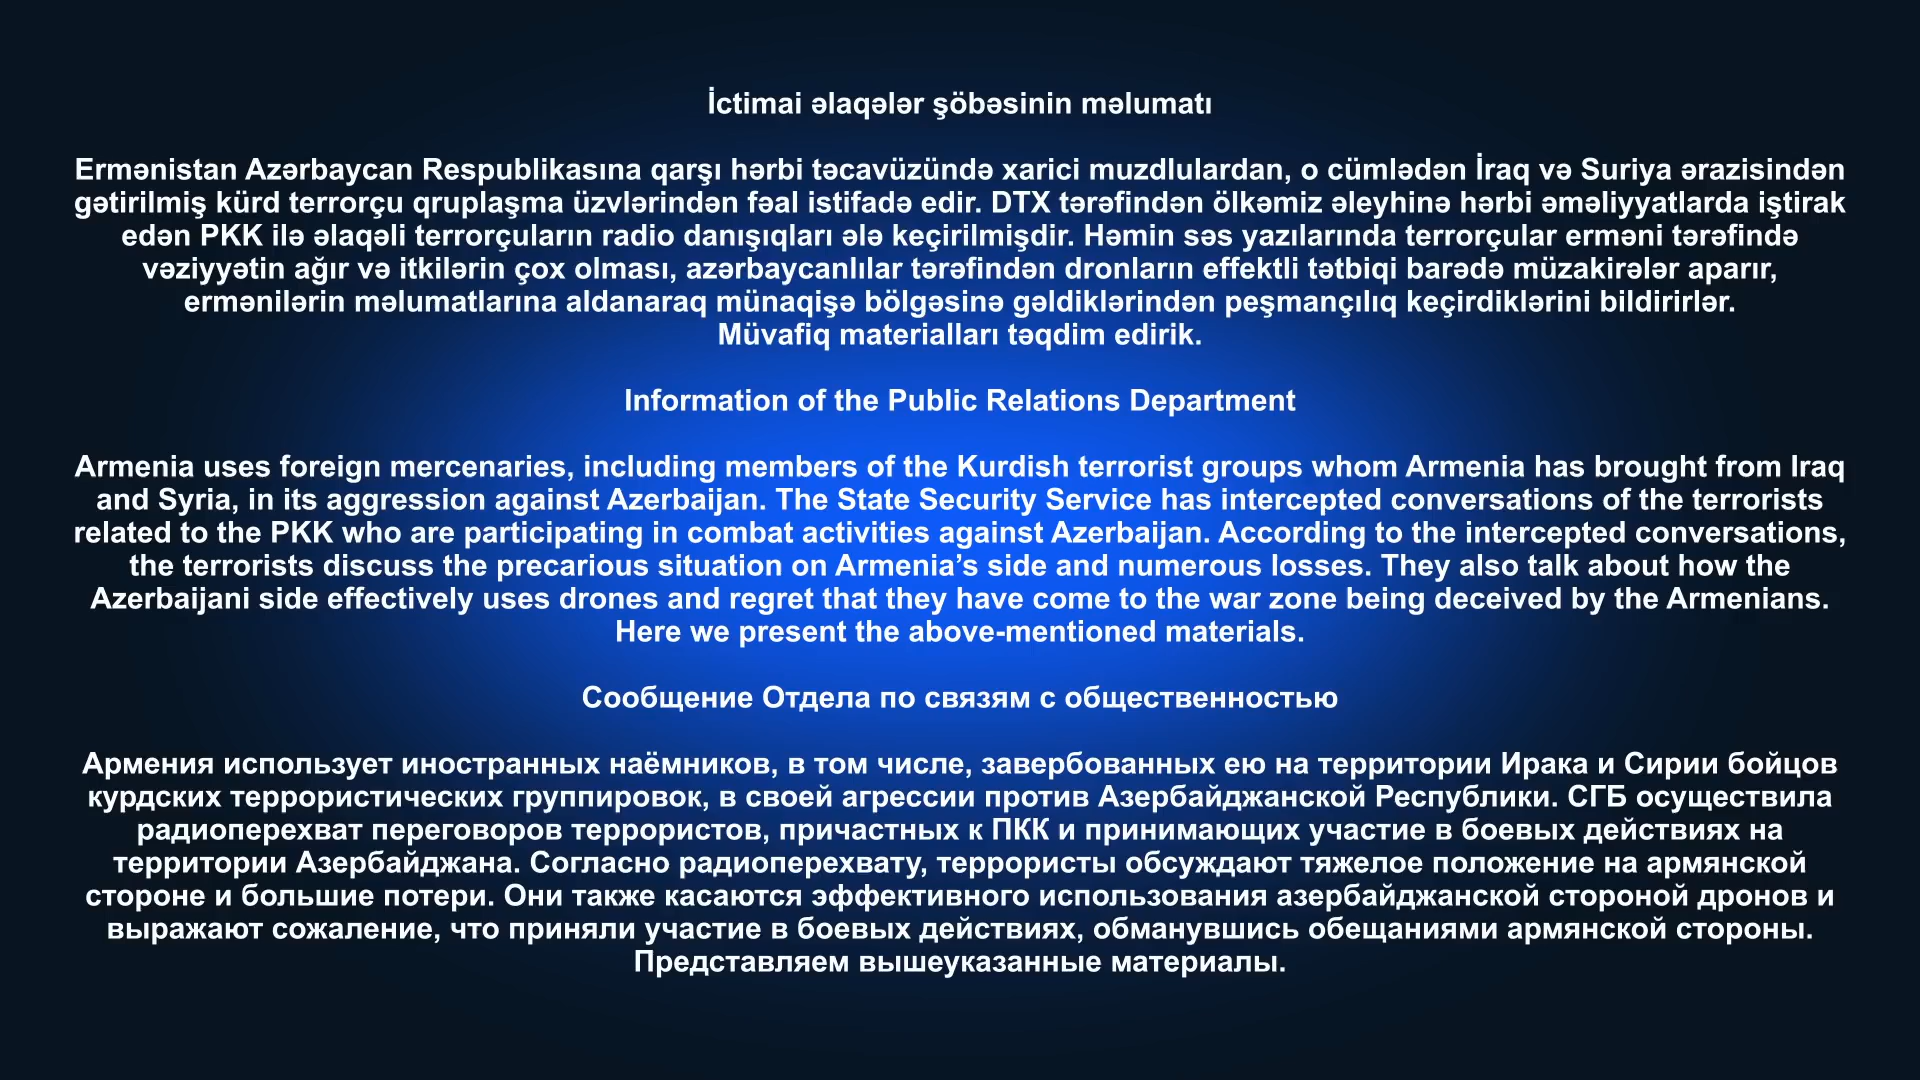 İctimai əlaqələr şöbəsinin məlumatı
Ermənistan Azərbaycan Respublikasına qarşı hərbi təcavüzündə xarici muzdlulardan, o cümlədən İraq və Suriya ərazisindən
gətirilmiş kürd terrorçu qruplaşma üzvlərindən fəal istifadə edir. DTX tərəfindən ölkəmiz əleyhinə hərbi əməliyyatlarda iştirak
edən PKK ilə əlaqəli terrorçuların radio danışıqları ələ keçirilmişdir. Həmin səs yazılarında terrorçular erməni tərəfində
vəziyyətin ağır və itkilərin çox olması, azərbaycanlılar tərəfindən dronların effektli tətbiqi barədə müzakirələr aparır,
ermənilərin məlumatlarına aldanaraq münaqişə bölgəsinə gəldiklərindən peşmançılıq keçirdiklərini bildirirlər.
Müvafiq materialları təqdim edirik.
Information of the Public Relations Department
Armenia uses foreign mercenaries, including members of the Kurdish terrorist groups whom Armenia has brought from Iraq
and Syria, in its aggression against Azerbaijan. The State Security Service has intercepted conversations of the terrorists
related to the PKK who are participating in combat activities against Azerbaijan. According to the intercepted conversations,
the terrorists discuss the precarious situation on Armenia’s side and numerous losses. They also talk about how the
Azerbaijani side effectively uses drones and regret that they have come to the war zone being deceived by the Armenians.
Here we present the above-mentioned materials.
Сообщение Отдела по связям с общественностью
Армения использует иностранных наёмников, в том числе, завербованных ею на территории Ирака и Сирии бойцов
курдских террористических группировок, в своей агрессии против Азербайджанской Республики. СГБ осуществила
радиоперехват переговоров террористов, причастных к ПКК и принимающих участие в боевых действиях на
территории Азербайджана. Согласно радиоперехвату, террористы обсуждают тяжелое положение на армянской
стороне и большие потери. Они также касаются эффективного использования азербайджанской стороной дронов и
выражают сожаление, что приняли участие в боевых действиях, обманувшись обещаниями армянской стороны.
Представляем вышеуказанные материалы.